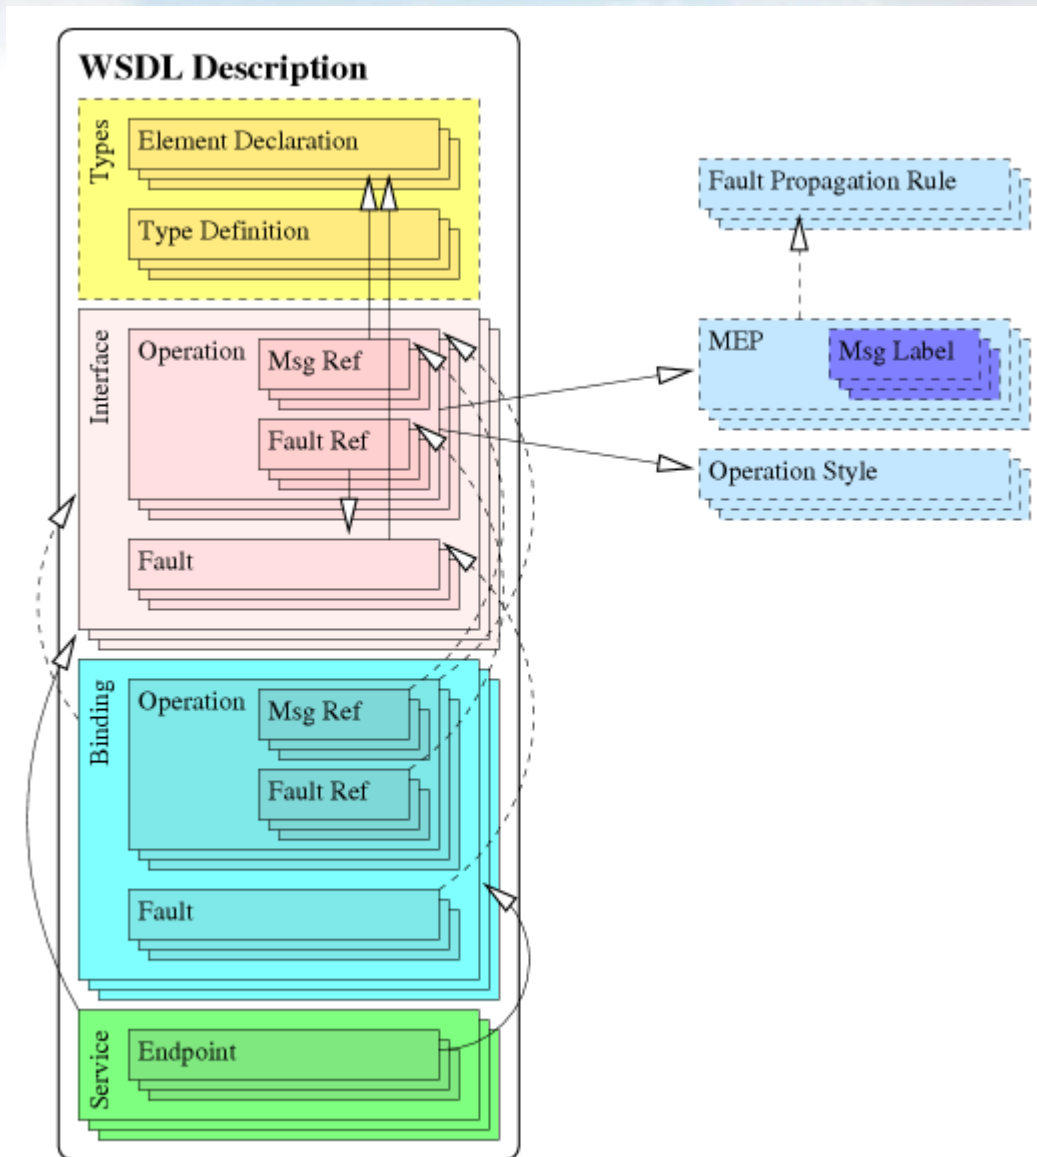 WSDL Description
Types
Element Declaration
Type Definition
Interface
Operation
Msg Ref
Fault Ref
Fault
Binding
Operation
Msg Ref
Fault Ref
Fault
Service
Endpoint
Fault Propagation Rule
MEP
Msg Label
Operation Style